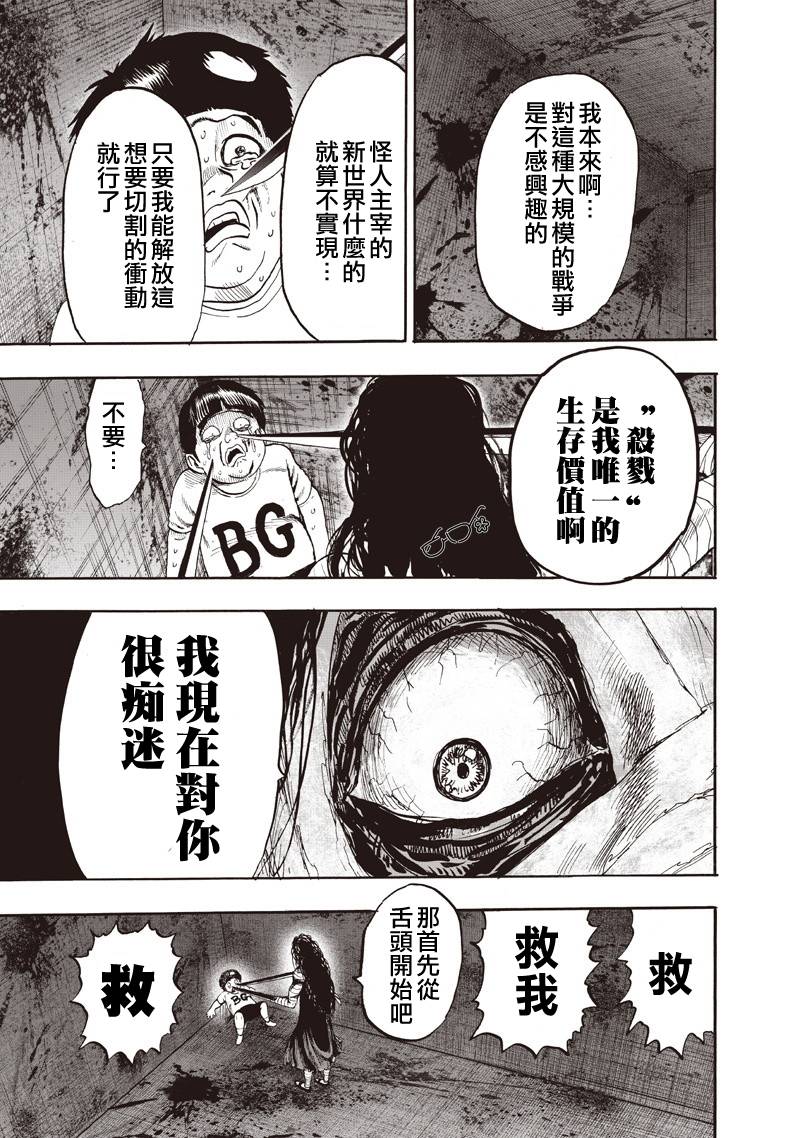 我本來啊…
對這種大規模的戰爭
是不感興趣的
怪人主宰的
新世界什麼的
就算不實現…
只要我能解放這
想要切割的衝動
就行了
”殺戮“
是我唯一的
生存價值啊
不要…
BG
我現在對你
很痴迷
救
救我
那首先從
舌頭開始吧
救
BG